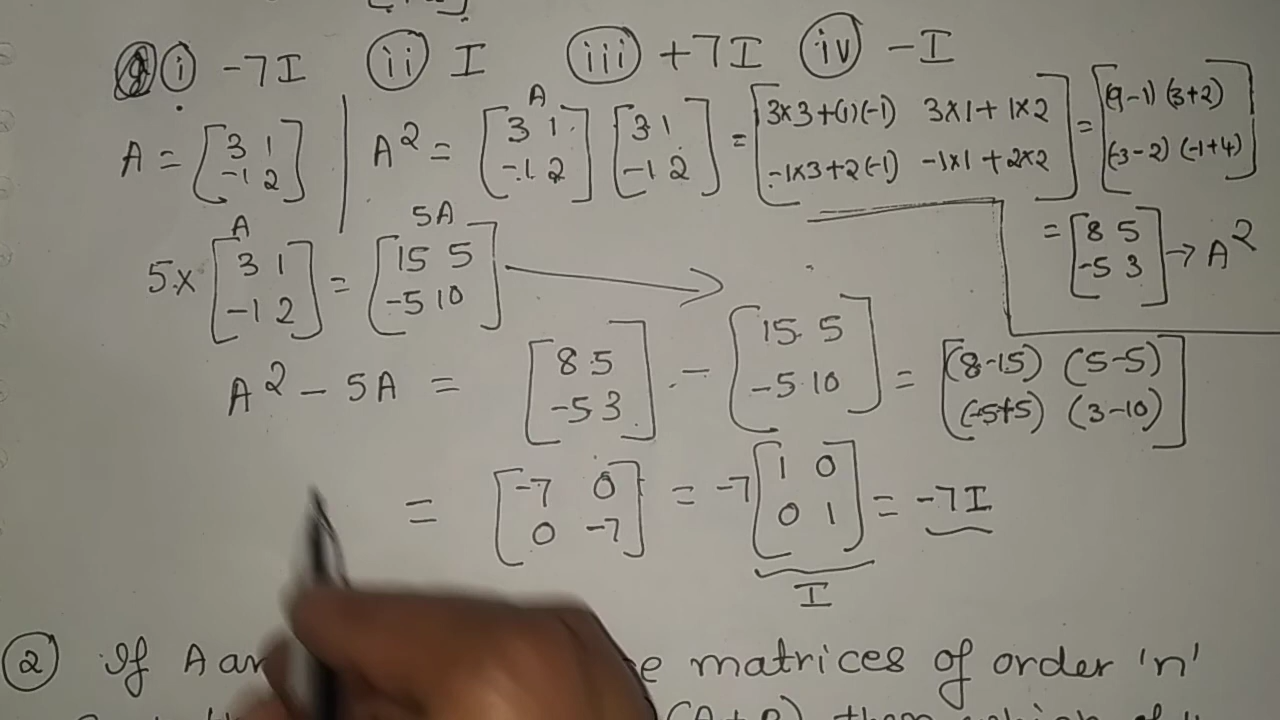 (i) -7I (ii) I (iii) +7I (iv) -I
A = [3 1 -1 2] | A² = [3 1 -1 2] A [3 1 -1 2] = [3×3+(1)(-1) 3×1+1×2 -1×3+2(-1) -1×1+2×2] = [(9-1) (3+2) (-3-2) (-1+4)]
= [8 5 -5 3] → A²
5× [3 1 -1 2] A = [15 5 -5 10] 5A →
A² - 5A = [8 5 -5 3] - [15 5 -5 10] = [(8-15) (5-5) (-5+5) (3-10)]
= [-7 0 0 -7] = -7 [1 0 0 1] = -7I
I
(2) If A matrices of order 'n'